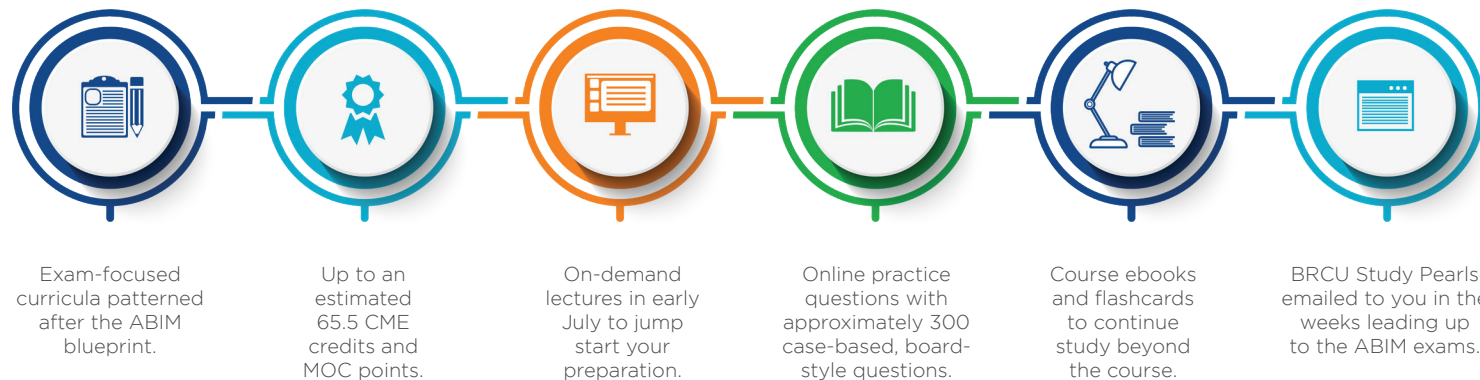 Exam-focused
curricula patterned
after the ABIM
blueprint.
Up to an
estimated
65.5 CME
credits and
MOC points.
On-demand
lectures in early
July to jump
start your
preparation.
Online practice
questions with
approximately 300
case-based, board-
style questions.
Course ebooks
and flashcards
to continue
study beyond
the course.
BRCU Study Pearls
emailed to you in the
weeks leading up
to the ABIM exams.